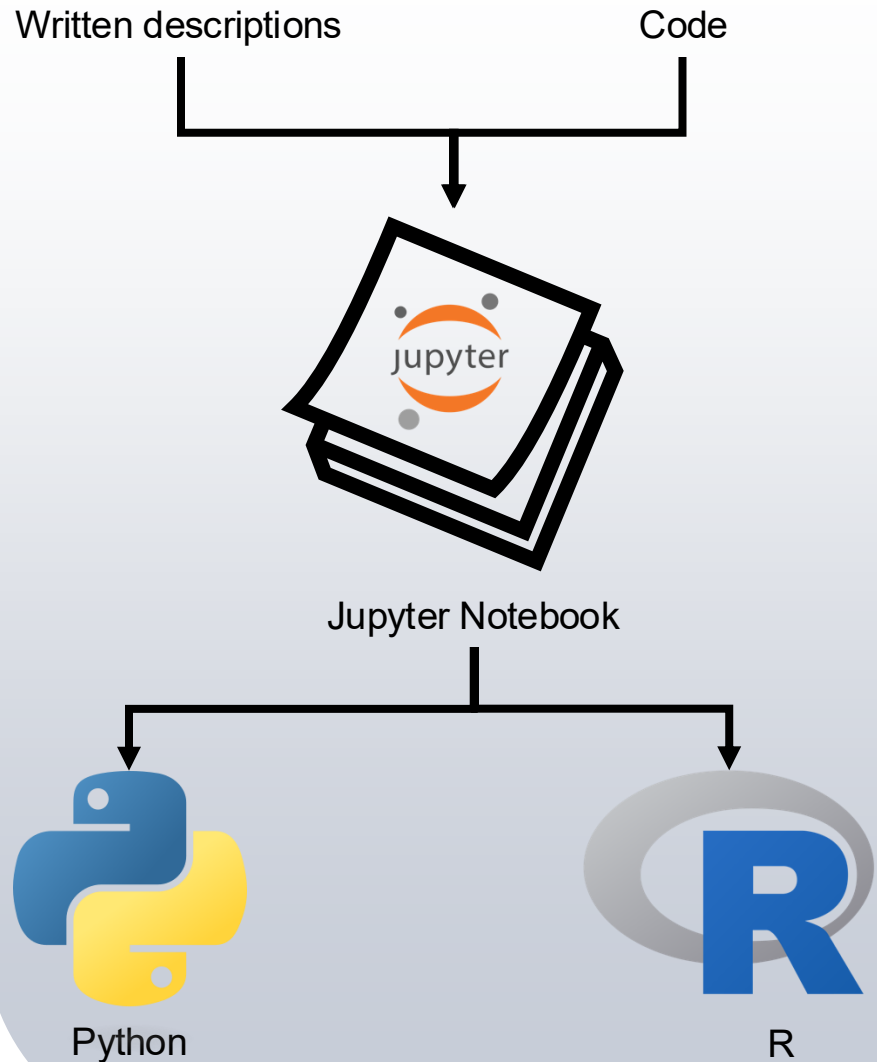 Written descriptions
Code
jupyter
Jupyter Notebook
R
Python
R